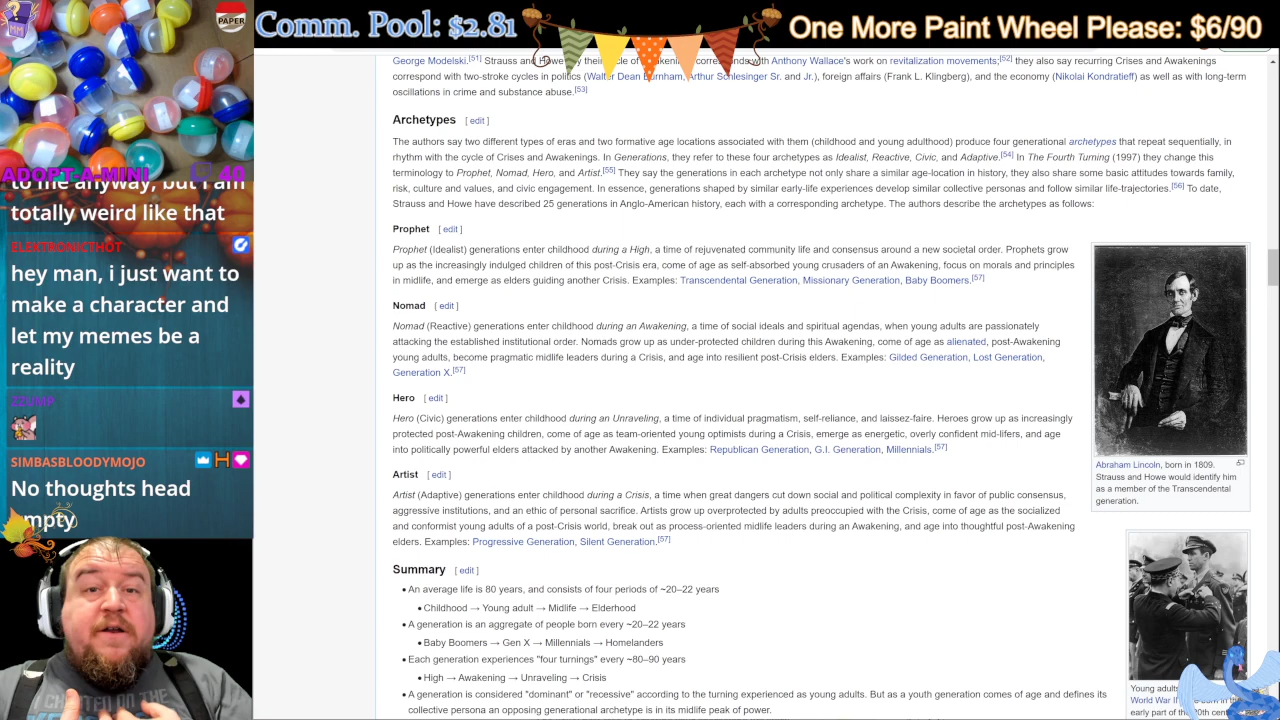 PAPER
Comm. Pool: $2.81
One More Paint Wheel Please: $6/90
ADOPT-A-MINI 40
to me anyway, but I am
totally weird like that
ELEKTRONICTHOT
hey man, i just want to
make a character and
let my memes be a
reality
SIMBASBLOODYMOJO
No thoughts head
empty
George Modelski.[51] Strauss and Howe say their cycle of Awakenings corresponds with Anthony Wallace's work on revitalization movements;[52] they also say recurring Crises and Awakenings
correspond with two-stroke cycles in politics (Walter Dean Burnham, Arthur Schlesinger Sr. and Jr.), foreign affairs (Frank L. Klingberg), and the economy (Nikolai Kondratieff) as well as with long-term
oscillations in crime and substance abuse.[53]
Archetypes [ edit ]
The authors say two different types of eras and two formative age locations associated with them (childhood and young adulthood) produce four generational archetypes that repeat sequentially, in
rhythm with the cycle of Crises and Awakenings. In Generations, they refer to these four archetypes as Idealist, Reactive, Civic, and Adaptive.[54] In The Fourth Turning (1997) they change this
terminology to Prophet, Nomad, Hero, and Artist.[55] They say the generations in each archetype not only share a similar age-location in history, they also share some basic attitudes towards family,
risk, culture and values, and civic engagement. In essence, generations shaped by similar early-life experiences develop similar collective personas and follow similar life-trajectories.[56] To date,
Strauss and Howe have described 25 generations in Anglo-American history, each with a corresponding archetype. The authors describe the archetypes as follows:
Prophet [ edit ]
Prophet (Idealist) generations enter childhood during a High, a time of rejuvenated community life and consensus around a new societal order. Prophets grow
up as the increasingly indulged children of this post-Crisis era, come of age as self-absorbed young crusaders of an Awakening, focus on morals and principles
in midlife, and emerge as elders guiding another Crisis. Examples: Transcendental Generation, Missionary Generation, Baby Boomers.[57]
Nomad [ edit ]
Nomad (Reactive) generations enter childhood during an Awakening, a time of social ideals and spiritual agendas, when young adults are passionately
attacking the established institutional order. Nomads grow up as under-protected children during this Awakening, come of age as alienated, post-Awakening
young adults, become pragmatic midlife leaders during a Crisis, and age into resilient post-Crisis elders. Examples: Gilded Generation, Lost Generation,
Generation X.[57]
Hero [ edit ]
Hero (Civic) generations enter childhood during an Unraveling, a time of individual pragmatism, self-reliance, and laissez-faire. Heroes grow up as increasingly
protected post-Awakening children, come of age as team-oriented young optimists during a Crisis, emerge as energetic, overly confident mid-lifers, and age
into politically powerful elders attacked by another Awakening. Examples: Republican Generation, G.I. Generation, Millennials.[57]
Artist [ edit ]
Artist (Adaptive) generations enter childhood during a Crisis, a time when great dangers cut down social and political complexity in favor of public consensus,
aggressive institutions, and an ethic of personal sacrifice. Artists grow up overprotected by adults preoccupied with the Crisis, come of age as the socialized
and conformist young adults of a post-Crisis world, break out as process-oriented midlife leaders during an Awakening, and age into thoughtful post-Awakening
elders. Examples: Progressive Generation, Silent Generation.[57]
Summary [ edit ]
• An average life is 80 years, and consists of four periods of ~20–22 years
• Childhood → Young adult → Midlife → Elderhood
• A generation is an aggregate of people born every ~20–22 years
• Baby Boomers → Gen X → Millennials → Homelanders
• Each generation experiences "four turnings" every ~80–90 years
• High → Awakening → Unraveling → Crisis
• A generation is considered "dominant" or "recessive" according to the turning experienced as young adults. But as a youth generation comes of age and defines its
collective persona an opposing generational archetype is in its midlife peak of power.
Abraham Lincoln, born in 1809.
Strauss and Howe would identify him
as a member of the Transcendental
generation.
Young adults
World War II in the
early part of the 20th